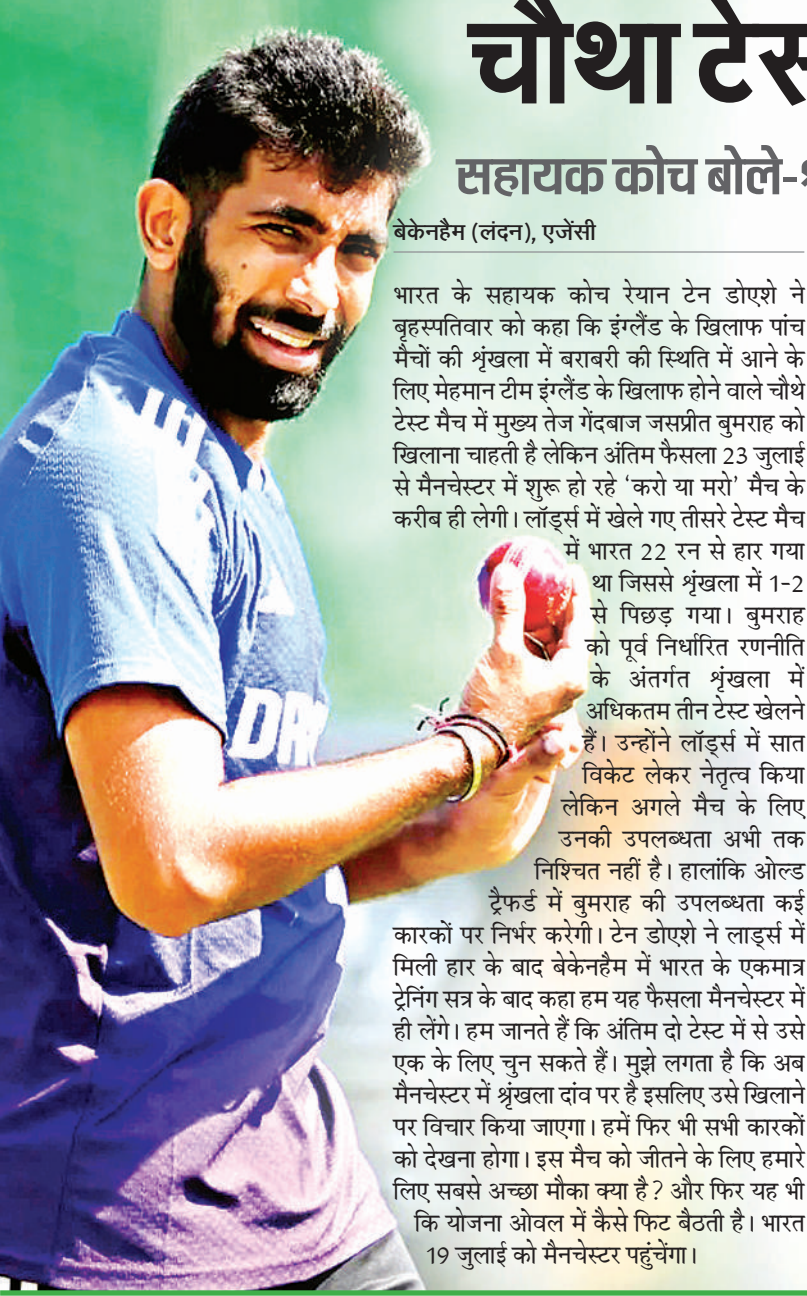 चौथा टेस
सहायक कोच बोले-
बेकेनहैम (लंदन), एजेंसी
भारत के सहायक कोच रेयान टेन डोएशे ने
बृहस्पतिवार को कहा कि इंग्लैंड के खिलाफ पांच
मैचों की शृंखला में बराबरी की स्थिति में आने के
लिए मेहमान टीम इंग्लैंड के खिलाफ होने वाले चौथे
टेस्ट मैच में मुख्य तेज गेंदबाज जसप्रीत बुमराह को
खिलाना चाहती है लेकिन अंतिम फैसला 23 जुलाई
से मैनचेस्टर में शुरू हो रहे ‘करो या मरो’ मैच के
करीब ही लेगी। लॉर्ड्स में खेले गए तीसरे टेस्ट मैच
में भारत 22 रन से हार गया
था जिससे शृंखला में 1-2
से पिछड़ गया। बुमराह
को पूर्व निर्धारित रणनीति
के अंतर्गत शृंखला में
अधिकतम तीन टेस्ट खेलने
हैं। उन्होंने लॉर्ड्स में सात
विकेट लेकर नेतृत्व किया
लेकिन अगले मैच के लिए
उनकी उपलब्धता अभी तक
निश्चित नहीं है। हालांकि ओल्ड
ट्रैफर्ड में बुमराह की उपलब्धता कई
कारकों पर निर्भर करेगी। टेन डोएशे ने लार्ड्स में
मिली हार के बाद बेकेनहैम में भारत के एकमात्र
ट्रेनिंग सत्र के बाद कहा हम यह फैसला मैनचेस्टर में
ही लेंगे। हम जानते हैं कि अंतिम दो टेस्ट में से उसे
एक के लिए चुन सकते हैं। मुझे लगता है कि अब
मैनचेस्टर में श्रृंखला दांव पर है इसलिए उसे खिलाने
पर विचार किया जाएगा। हमें फिर भी सभी कारकों
को देखना होगा। इस मैच को जीतने के लिए हमारे
लिए सबसे अच्छा मौका क्या है? और फिर यह भी
कि योजना ओवल में कैसे फिट बैठती है। भारत
19 जुलाई को मैनचेस्टर पहुंचेंगा।